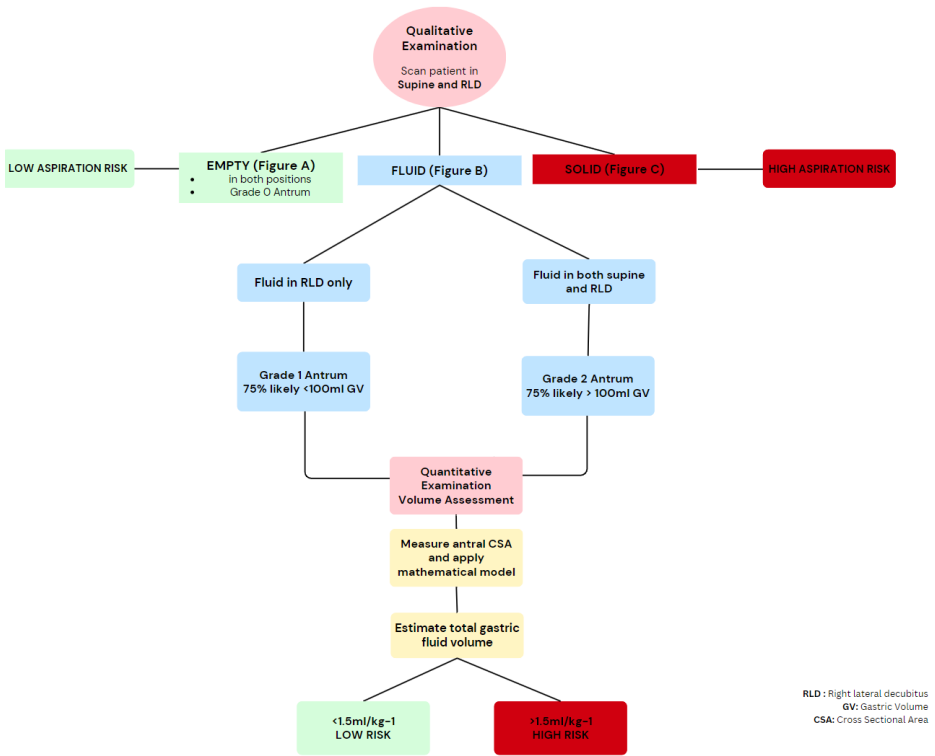 Qualitative
Examination
Scan patient in
Supine and RLD
LOW ASPIRATION RISK
EMPTY (Figure A)
• in both positions
• Grade 0 Antrum
FLUID (Figure B)
SOLID (Figure C)
HIGH ASPIRATION RISK
Fluid in RLD only
Fluid in both supine
and RLD
Grade 1 Antrum
75% likely <100ml GV
Grade 2 Antrum
75% likely > 100ml GV
Quantitative
Examination
Volume Assessment
Measure antral CSA
and apply
mathematical model
Estimate total gastric
fluid volume
<1.5ml/kg-1
LOW RISK
>1.5ml/kg-1
HIGH RISK
RLD : Right lateral decubitus
GV: Gastric Volume
CSA: Cross Sectional Area